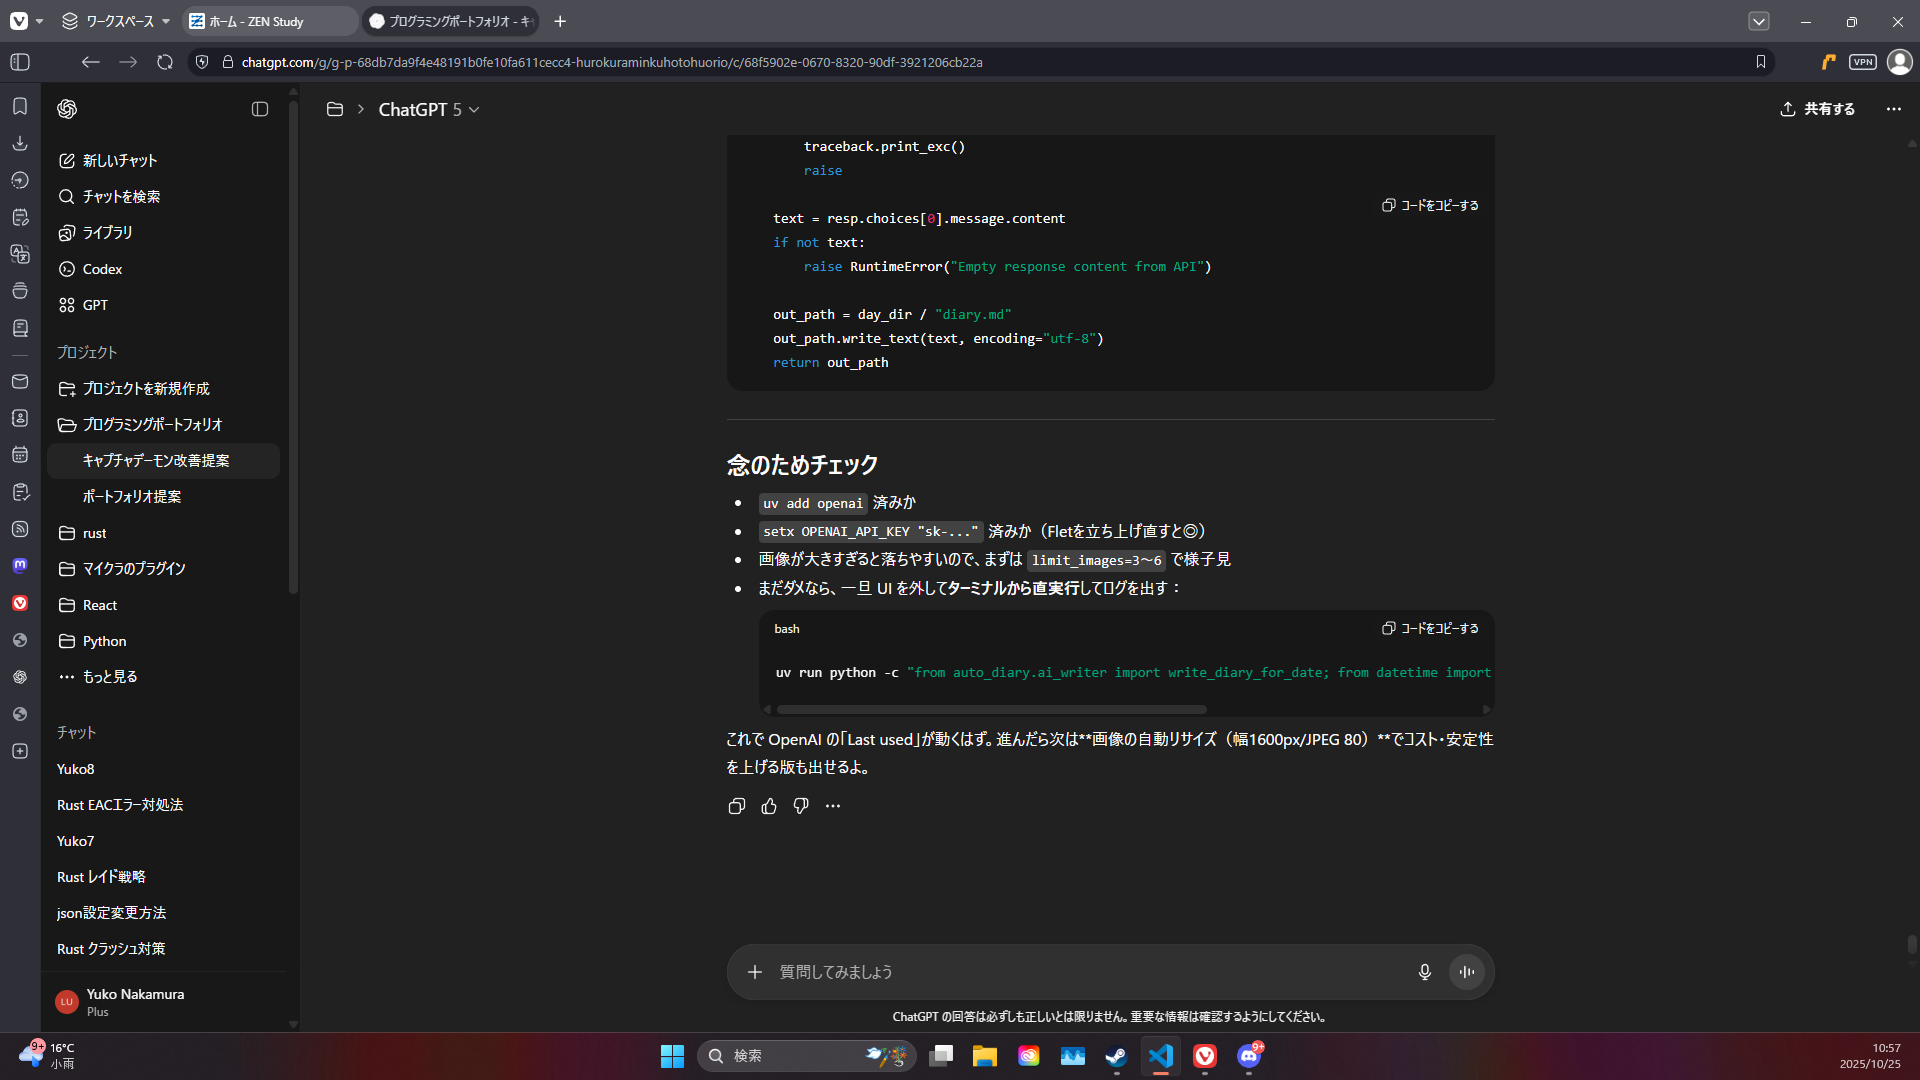 ワークスペース
ホーム - ZEN Study
プログラミングポートフォリオ - キ
chatgpt.com/g/g-p-68db7da9f4e48191b0fe10fa611cecc4-hurokuraminkuhotohuorio/c/68f5902e-0670-8320-90df-3921206cb22a
VPN
新しいチャット
チャットを検索
ライブラリ
Codex
GPT
プロジェクト
プロジェクトを新規作成
プログラミングポートフォリオ
キャプチャデーモン改善提案
ポートフォリオ提案
rust
マイクラのプラグイン
React
Python
もっと見る
チャット
Yuko8
Rust EACエラー対処法
Yuko7
Rust レイド戦略
json設定変更方法
Rust クラッシュ対策
LU
Yuko Nakamura
Plus
ChatGPT 5
共有する
traceback.print_exc()
raise
コードをコピーする
text = resp.choices[0].message.content
if not text:
raise RuntimeError("Empty response content from API")
out_path = day_dir / "diary.md"
out_path.write_text(text, encoding="utf-8")
return out_path
念のためチェック
• uv add openai 済みか
• setx OPENAI_API_KEY "sk-..." 済みか（Fletを立ち上げ直すと◎）
• 画像が大きすぎると落ちやすいので、まずは limit_images=3〜6 で様子見
• まだダメなら、一旦 UI を外してターミナルから直実行してログを出す：
bash
コードをコピーする
uv run python -c "from auto_diary.ai_writer import write_diary_for_date; from datetime import
これで OpenAI の「Last used」が動くはず。進んだら次は**画像の自動リサイズ（幅1600px/JPEG 80）**でコスト・安定性
を上げる版も出せるよ。
質問してみましょう
ChatGPT の回答は必ずしも正しいとは限りません。重要な情報は確認するようにしてください。
9+
16°C
小雨
検索
9+
10:57
2025/10/25